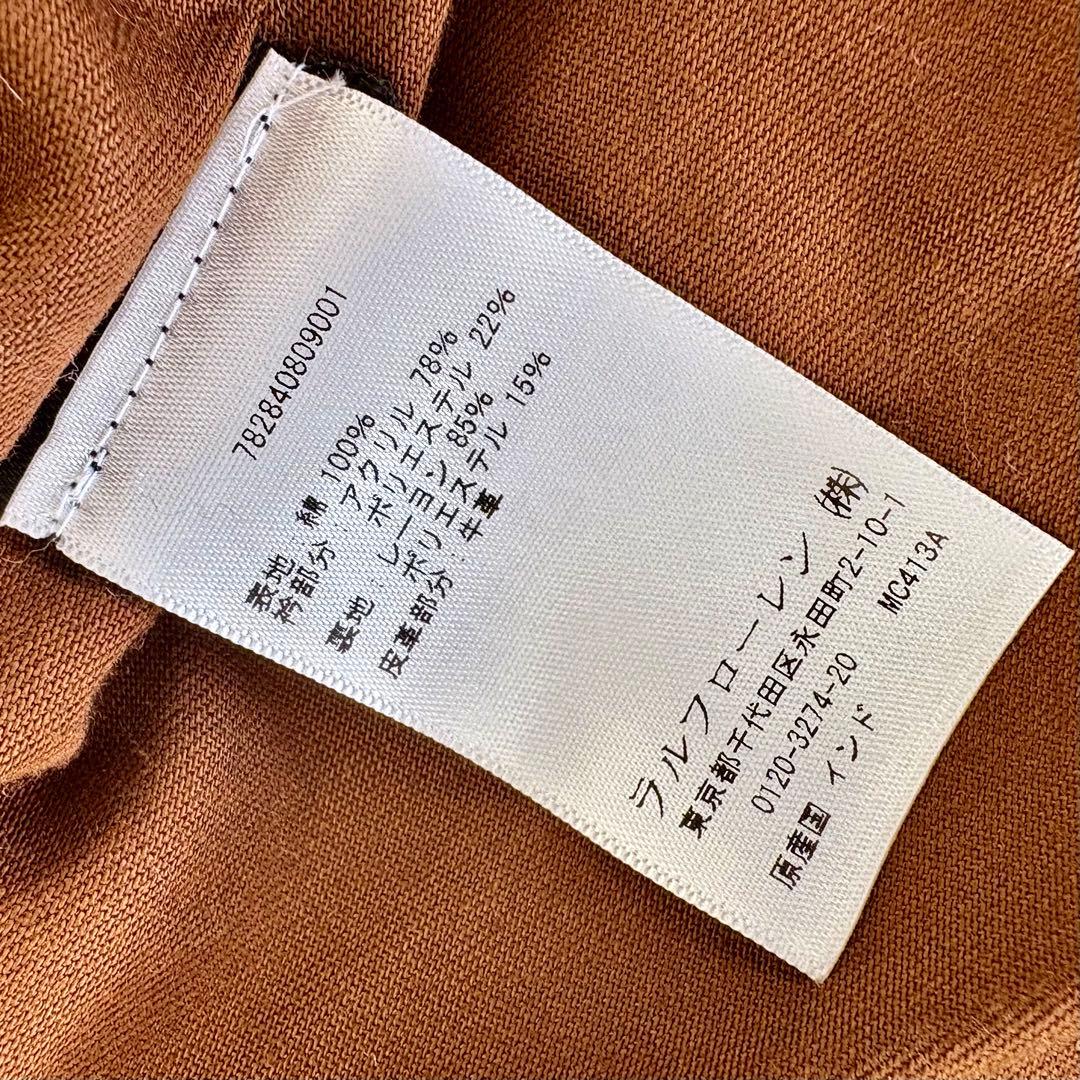 782840809001
表地: 綿 100%
衿部分: アクリル 78%
ポリエステル 22%
裏地: レーヨン 85%
ポリエステル 15%
皮革部分: 牛革
ラルフローレン ㈱
東京都千代田区永田町2-10-1
0120-3274-20
原産国 インド MC413A